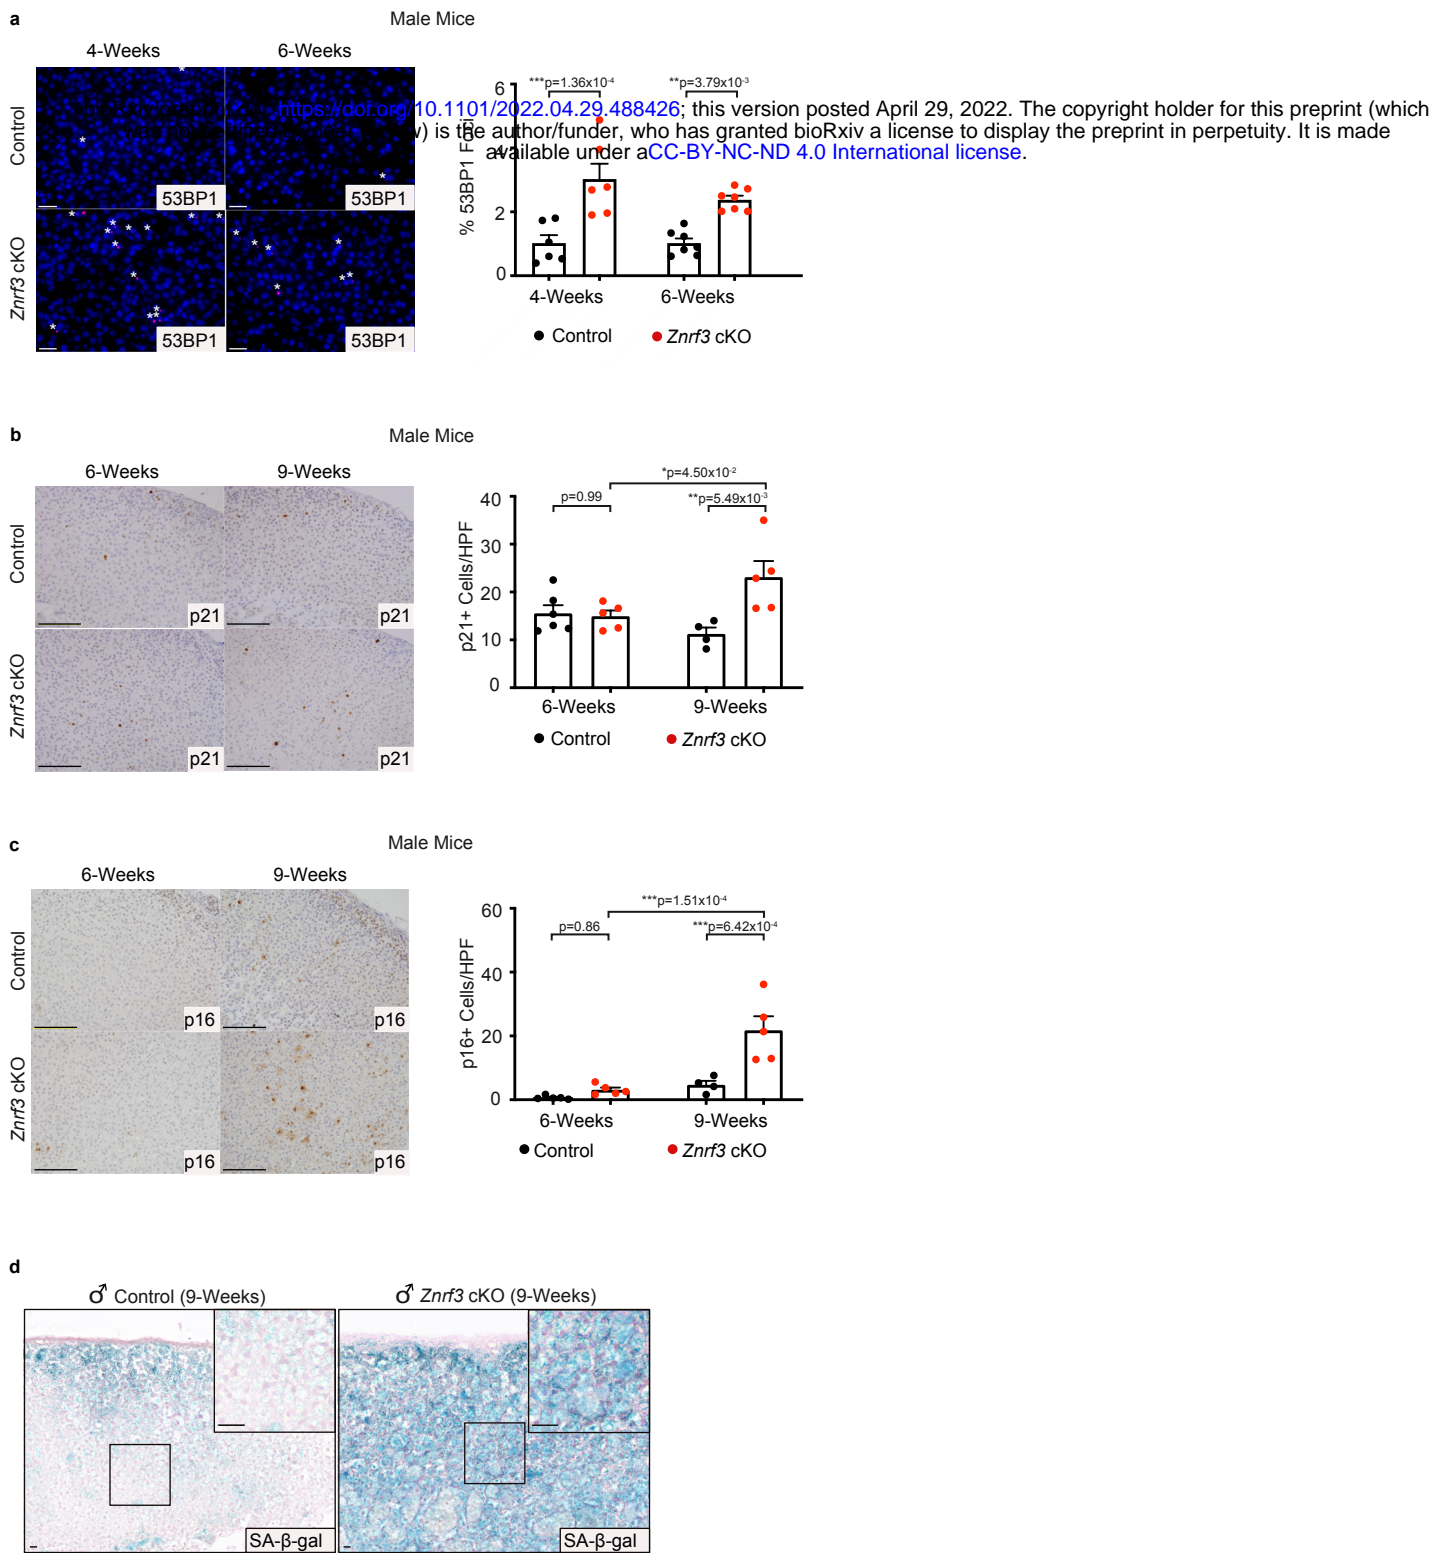 a
Male Mice
4-Weeks
6-Weeks
Control
Znrf3 cKO
53BP1
53BP1
53BP1
53BP1
https://doi.org/10.1101/2022.04.29.488426; this version posted April 29, 2022. The copyright holder for this preprint (which
) is the author/funder, who has granted bioRxiv a license to display the preprint in perpetuity. It is made
available under aCC-BY-NC-ND 4.0 International license.
***p=1.36x10-4
**p=3.79x10-3
% 53BP1 Foci
6
4
2
0
4-Weeks
6-Weeks
Control
Znrf3 cKO
b
Male Mice
6-Weeks
9-Weeks
Control
Znrf3 cKO
p21
p21
p21
p21
*p=4.50x10-2
p=0.99
**p=5.49x10-3
p21+ Cells/HPF
40
30
20
10
0
6-Weeks
9-Weeks
Control
Znrf3 cKO
c
Male Mice
6-Weeks
9-Weeks
Control
Znrf3 cKO
p16
p16
p16
p16
***p=1.51x10-4
p=0.86
***p=6.42x10-4
p16+ Cells/HPF
60
40
20
0
6-Weeks
9-Weeks
Control
Znrf3 cKO
d
♂ Control (9-Weeks)
♂ Znrf3 cKO (9-Weeks)
SA-β-gal
SA-β-gal